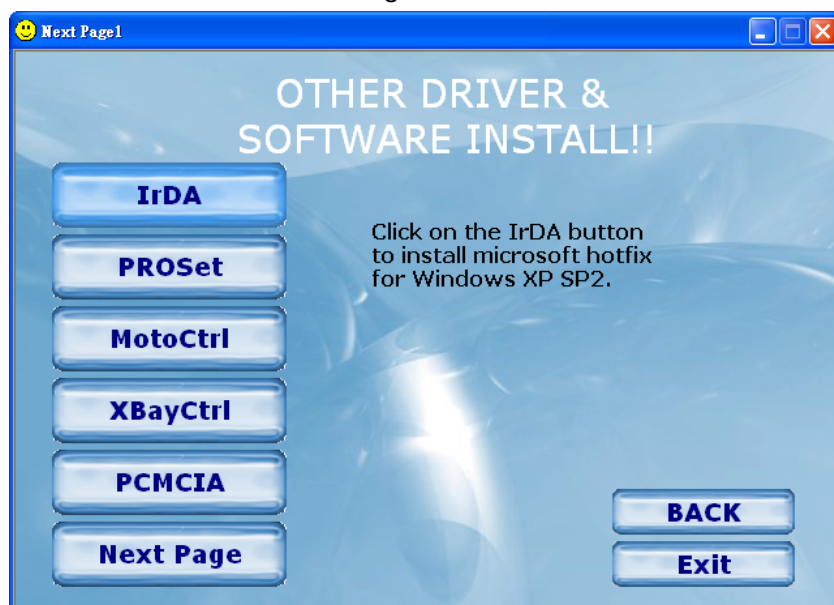 Next Page1
OTHER DRIVER &
SOFTWARE INSTALL!!
IrDA
PROSet
MotoCtrl
XBayCtrl
PCMCIA
Next Page
Click on the IrDA button
to install microsoft hotfix
for Windows XP SP2.
BACK
Exit